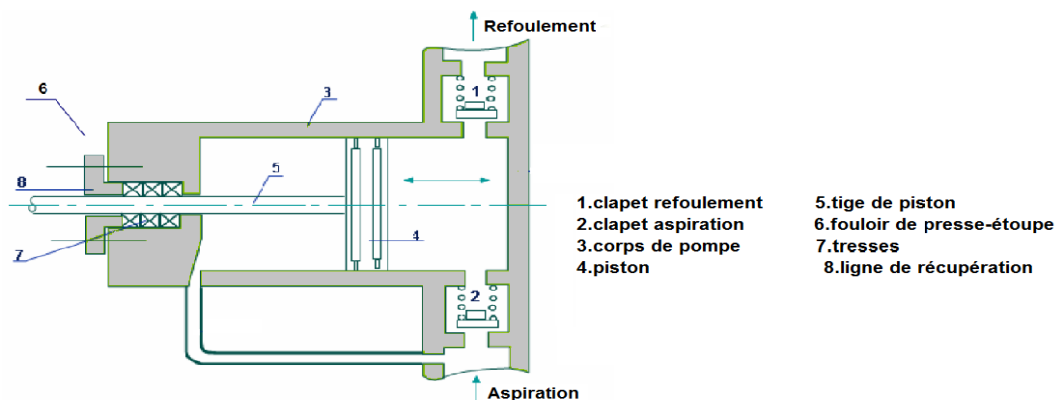 Refoulement
6
3
1
5
8
4
7
2
Aspiration
1.clapet refoulement
2.clapet aspiration
3.corps de pompe
4.piston
5.tige de piston
6.fouloir de presse-étoupe
7.tresses
8.ligne de récupération